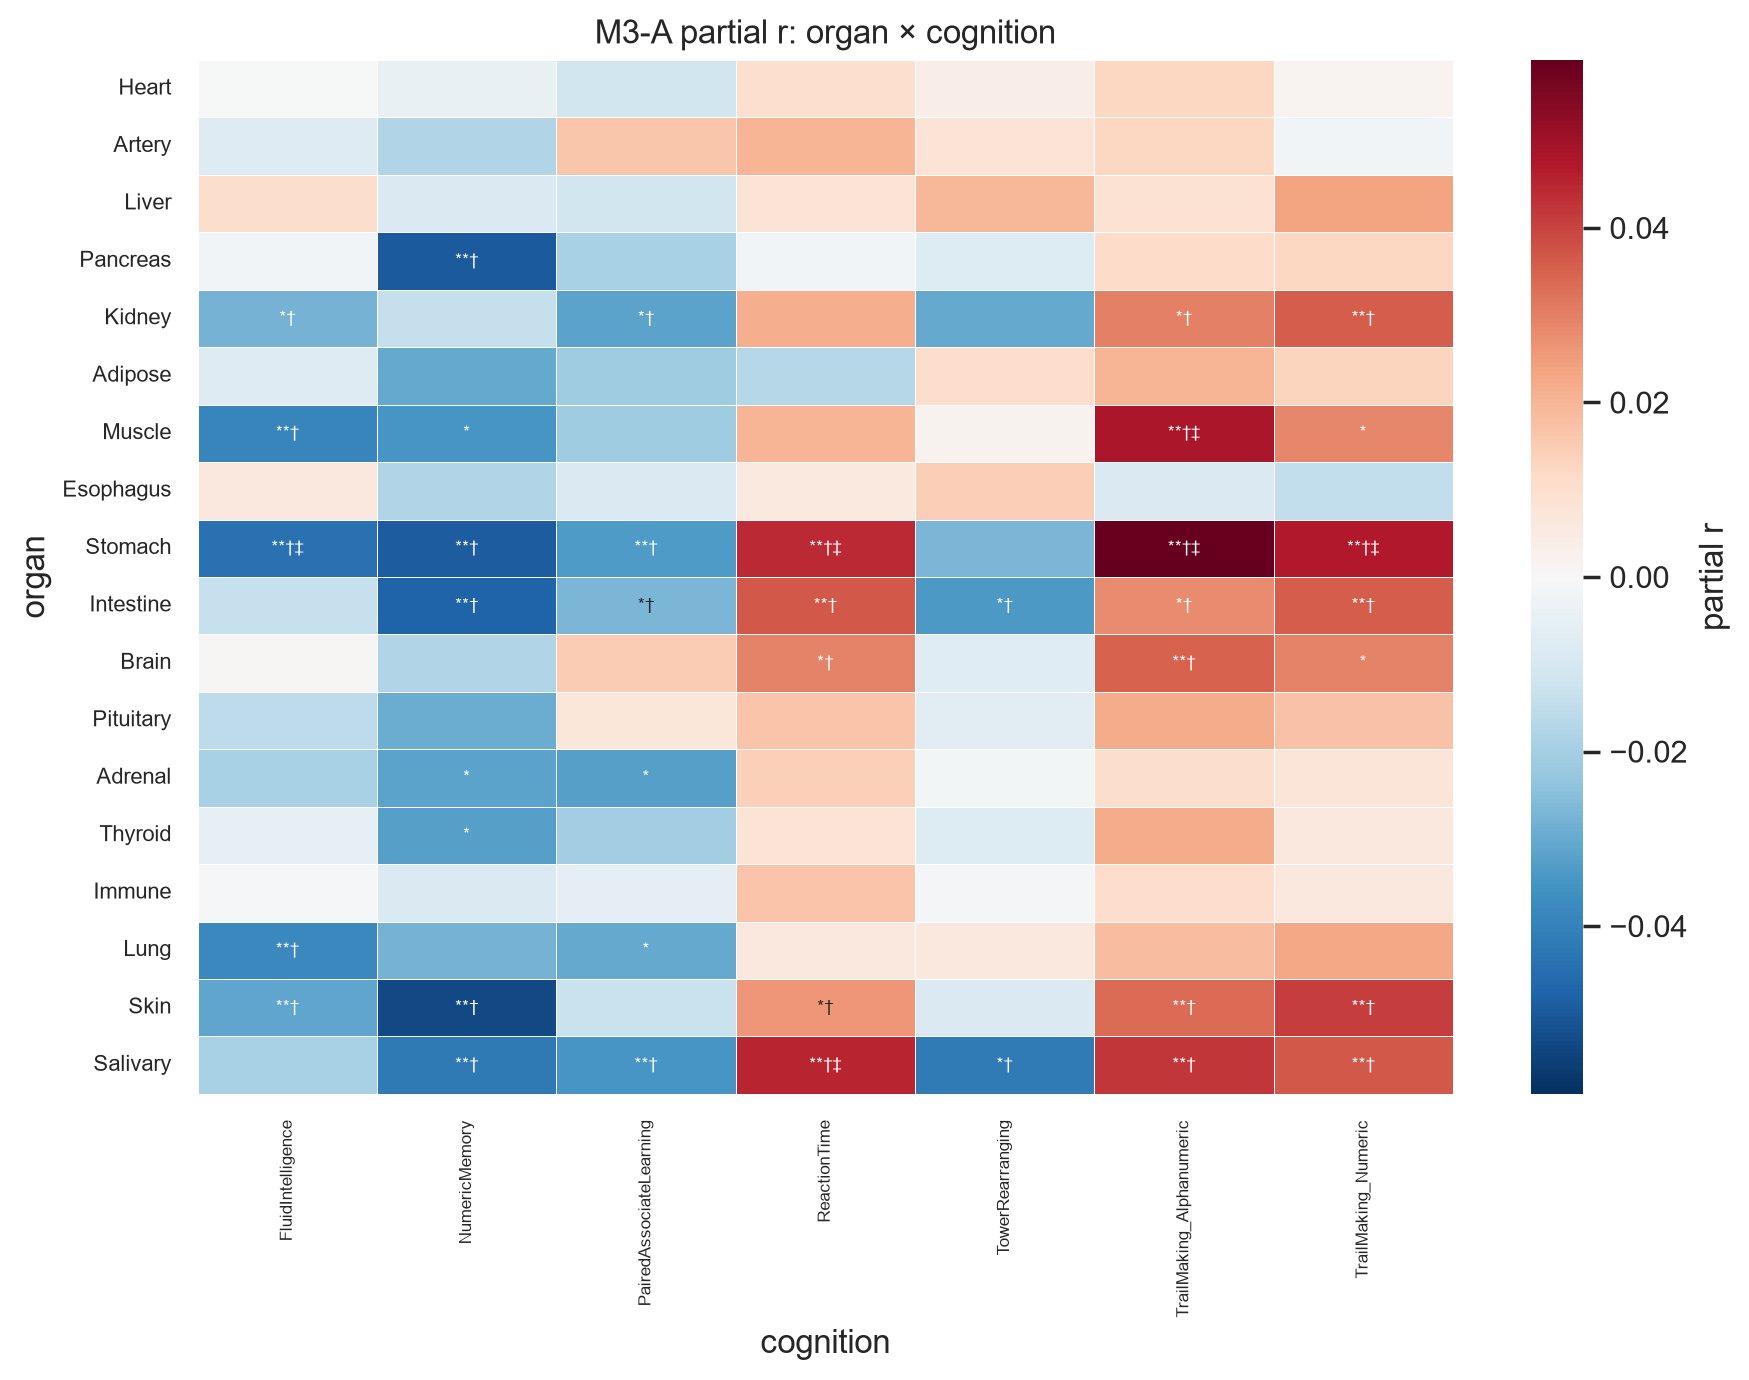 M3-A partial r: organ × cognition
Heart
Artery
Liver
Pancreas **†
Kidney *† *† *† **†
Adipose
Muscle **† * **†‡ *
Esophagus
Stomach **†‡ **† **† **†‡ **†‡ **†‡
Intestine **† *† **† *† *† **†
Brain *† **† *
Pituitary
Adrenal * *
Thyroid *
Immune
Lung **† *
Skin **† **† *† **† **†
Salivary **† **† **†‡ *† **† **†
organ
FluidIntelligence
NumericMemory
PairedAssociateLearning
ReactionTime
TowerRearranging
TrailMaking_Alphanumeric
TrailMaking_Numeric
cognition
0.04
0.02
0.00
−0.02
−0.04
partial r